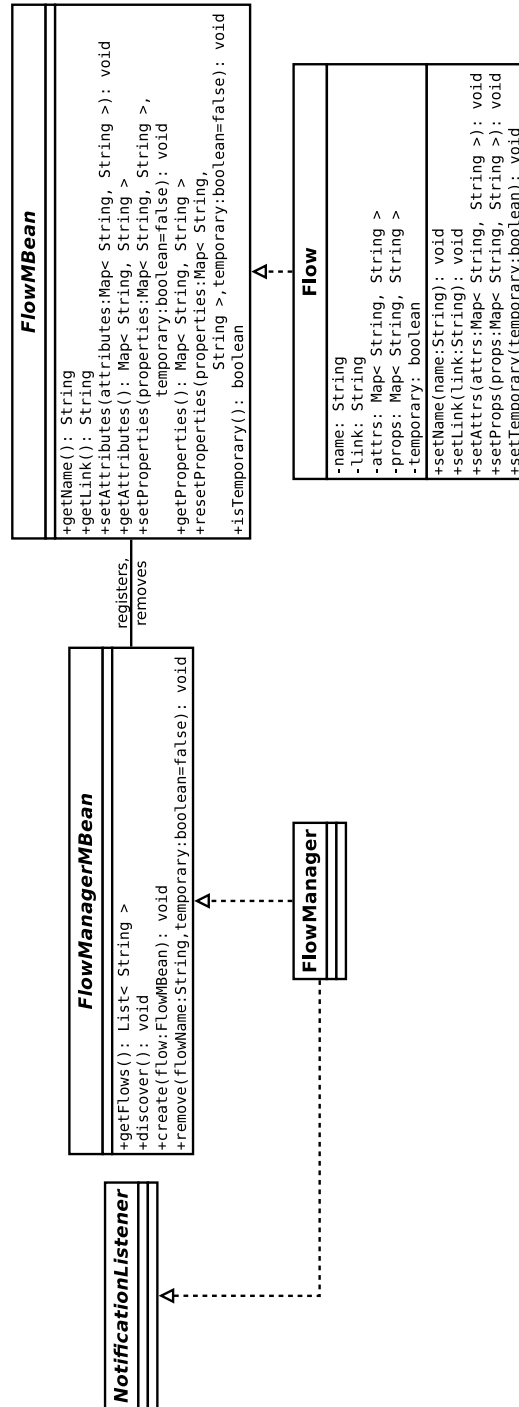 NotificationListener
FlowManagerMBean
+getFlows(): List< String >
+discover(): void
+create(flow:FlowMBean): void
+remove(flowName:String,temporary:boolean=false): void
registers,
removes
FlowMBean
+getName(): String
+getLink(): String
+setAttributes(attributes:Map< String, String >): void
+getAttributes(): Map< String, String >
+setProperties(properties:Map< String, String >,
temporary:boolean=false): void
+getProperties(): Map< String, String >
+resetProperties(properties:Map< String,
String >,temporary:boolean=false): void
+isTemporary(): boolean
FlowManager
Flow
-name: String
-link: String
-attrs: Map< String, String >
-props: Map< String, String >
-temporary: boolean
+setName(name:String): void
+setLink(link:String): void
+setAttrs(attrs:Map< String, String >): void
+setProps(props:Map< String, String >): void
+setTemporary(temporary:boolean): void